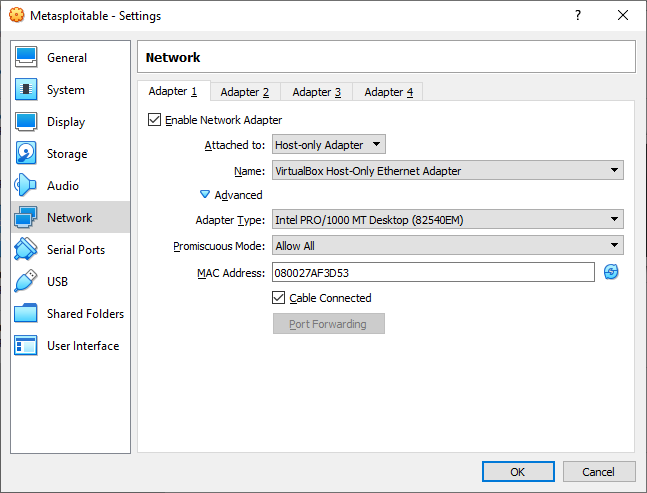 Metasploitable - Settings
?
General
System
Display
Storage
Audio
Network
Serial Ports
USB
Shared Folders
User Interface
Network
Adapter 1 Adapter 2 Adapter 3 Adapter 4
Enable Network Adapter
Attached to: Host-only Adapter
Name: VirtualBox Host-Only Ethernet Adapter
Advanced
Adapter Type: Intel PRO/1000 MT Desktop (82540EM)
Promiscuous Mode: Allow All
MAC Address: 080027AF3D53
Cable Connected
Port Forwarding
OK Cancel